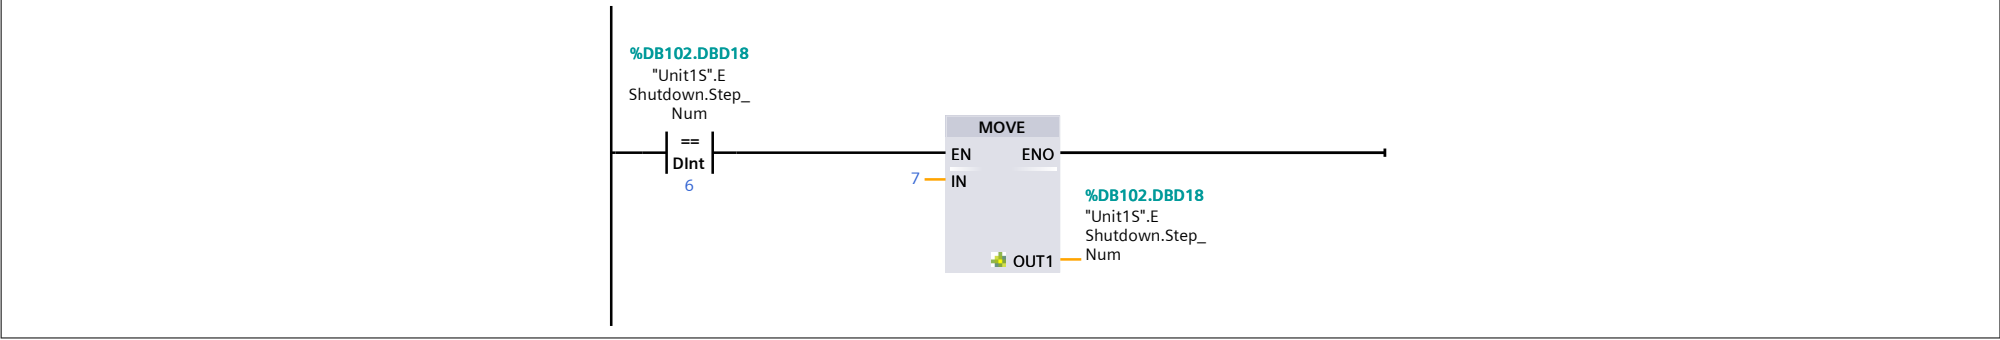 %DB102.DBD18
"Unit1S".E
Shutdown.Step_
Num
==
DInt
6
MOVE
EN ENO
7 IN
%DB102.DBD18
"Unit1S".E
Shutdown.Step_
Num
OUT1